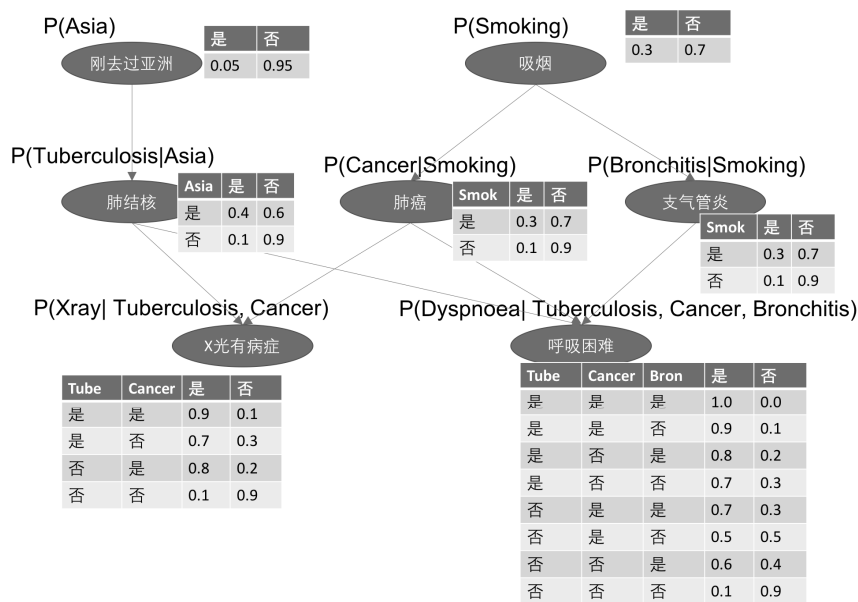 P(Asia)
是 否
0.05 0.95
刚去过亚洲
P(Smoking)
是 否
0.3 0.7
吸烟
P(Tuberculosis|Asia)
肺结核
Asia 是 否
是 0.4 0.6
否 0.1 0.9
P(Cancer|Smoking)
肺癌
Smok 是 否
是 0.3 0.7
否 0.1 0.9
P(Bronchitis|Smoking)
支气管炎
Smok 是 否
是 0.3 0.7
否 0.1 0.9
P(Xray| Tuberculosis, Cancer)
X光有病症
Tube Cancer 是 否
是 是 0.9 0.1
是 否 0.7 0.3
否 是 0.8 0.2
否 否 0.1 0.9
P(Dyspnoea| Tuberculosis, Cancer, Bronchitis)
呼吸困难
Tube Cancer Bron 是 否
是 是 是 1.0 0.0
是 是 否 0.9 0.1
是 否 是 0.8 0.2
是 否 否 0.7 0.3
否 是 是 0.7 0.3
否 是 否 0.5 0.5
否 否 是 0.6 0.4
否 否 否 0.1 0.9